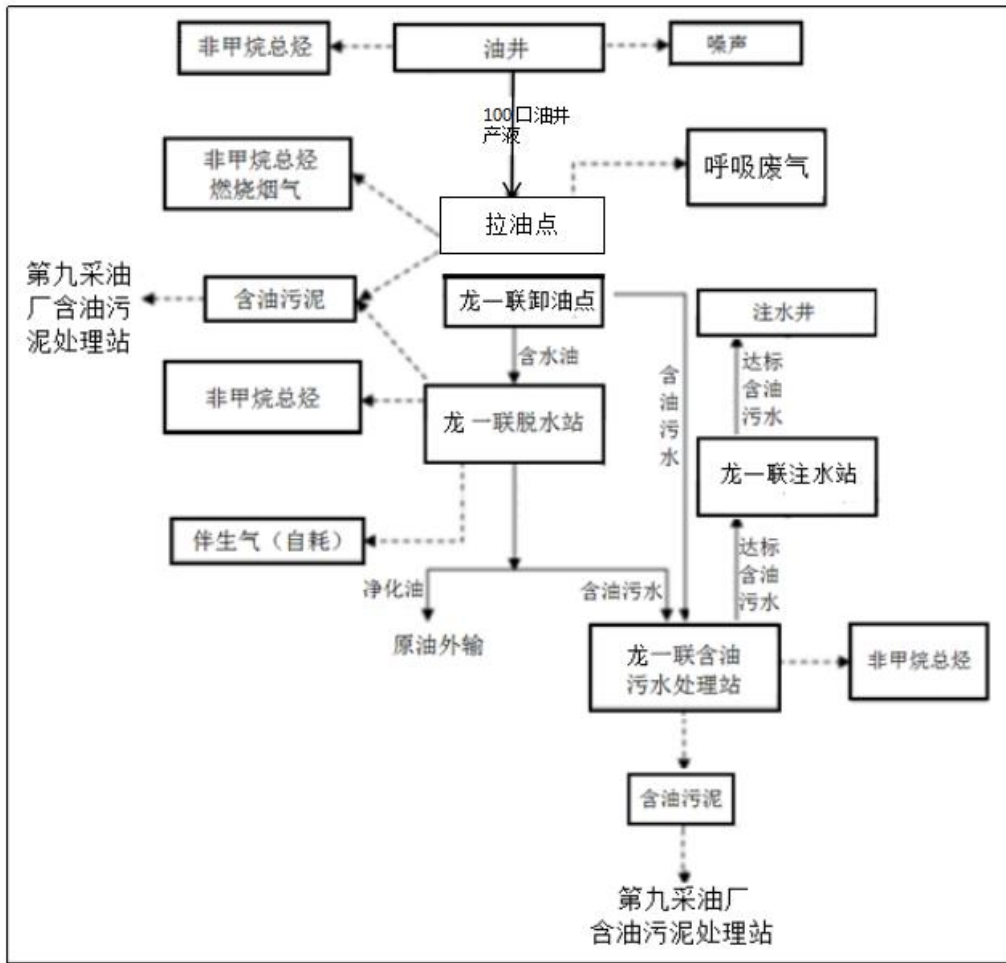 非甲烷总烃
油井
噪声
100口油井
产液
非甲烷总烃
燃烧烟气
呼吸废气
拉油点
第九采油
厂含油污
泥处理站
含油污泥
龙一联卸油点
注水井
含水油
含
油
污
水
达标
含油
污水
非甲烷总烃
龙一联脱水站
龙一联注水站
伴生气（自耗）
达标
含油
污水
净化油
含油污水
原油外输
龙一联含油
污水处理站
非甲烷总烃
含油污泥
第九采油厂
含油污泥处理站